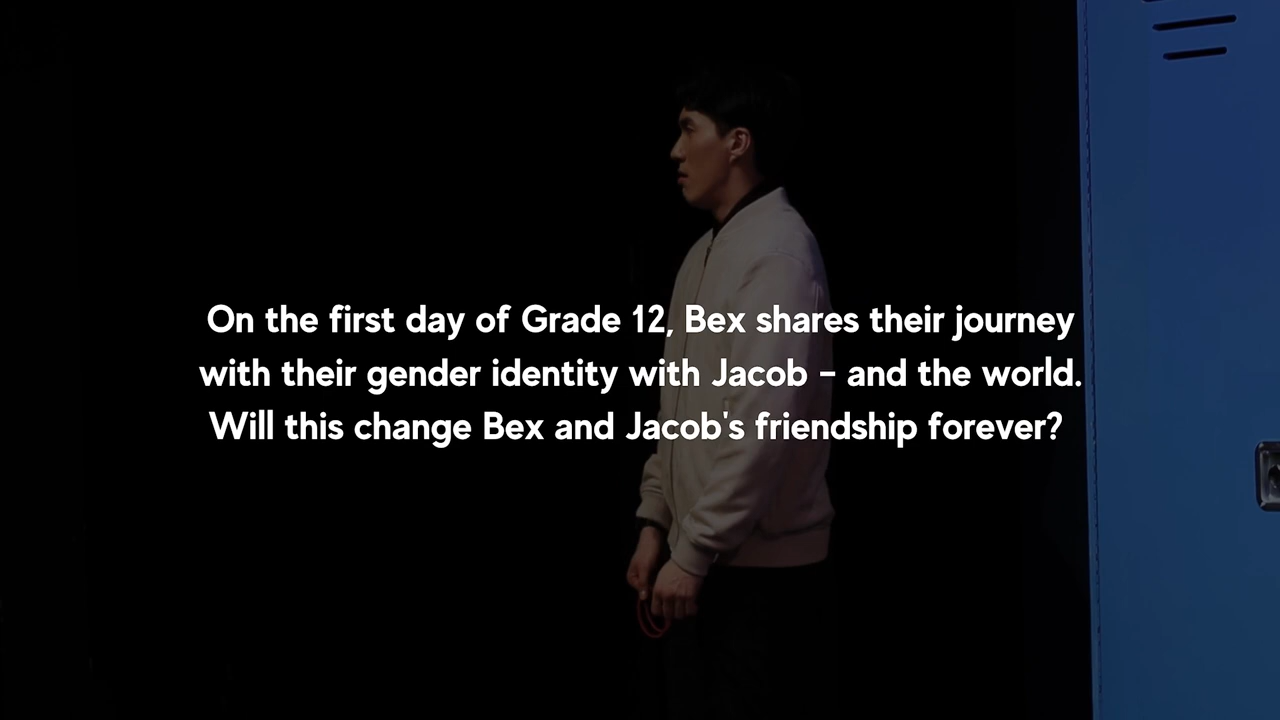 On the first day of Grade 12, Bex shares their journey
with their gender identity with Jacob – and the world.
Will this change Bex and Jacob's friendship forever?